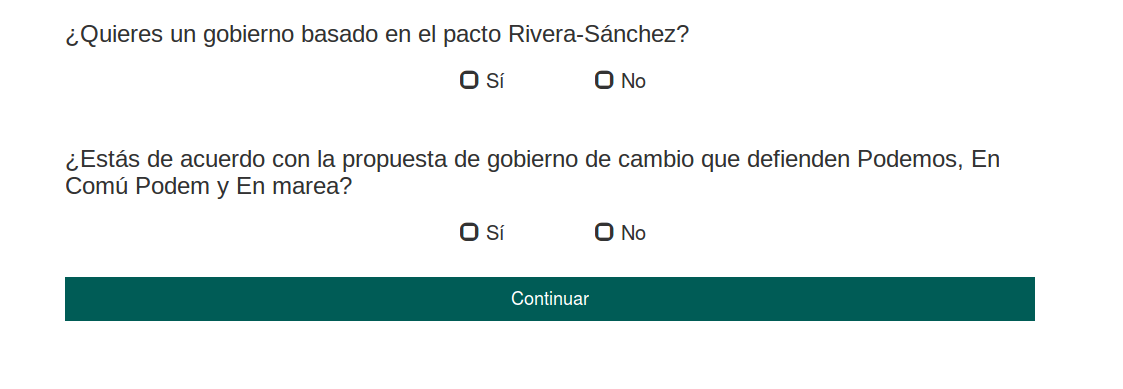 ¿Quieres un gobierno basado en el pacto Rivera-Sánchez?
Sí No
¿Estás de acuerdo con la propuesta de gobierno de cambio que defienden Podemos, En
Comú Podem y En marea?
Sí No
Continuar